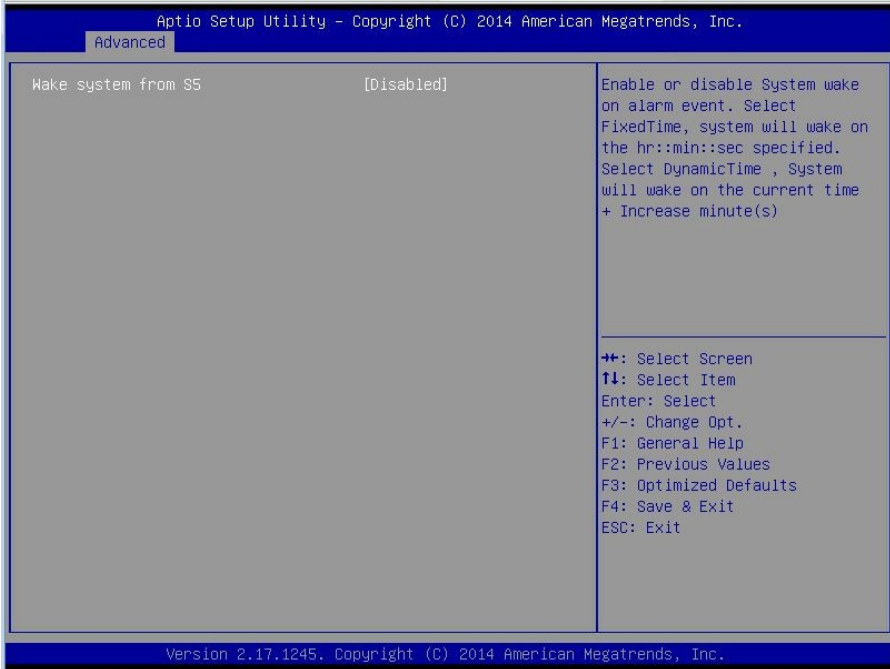 Aptio Setup Utility – Copyright (C) 2014 American Megatrends, Inc.
Advanced
Wake system from S5 [Disabled]
Enable or disable System wake
on alarm event. Select
FixedTime, system will wake on
the hr::min::sec specified.
Select DynamicTime , System
will wake on the current time
+ Increase minute(s)
→←: Select Screen
↑↓: Select Item
Enter: Select
+/-: Change Opt.
F1: General Help
F2: Previous Values
F3: Optimized Defaults
F4: Save & Exit
ESC: Exit
Version 2.17.1245. Copyright (C) 2014 American Megatrends, Inc.